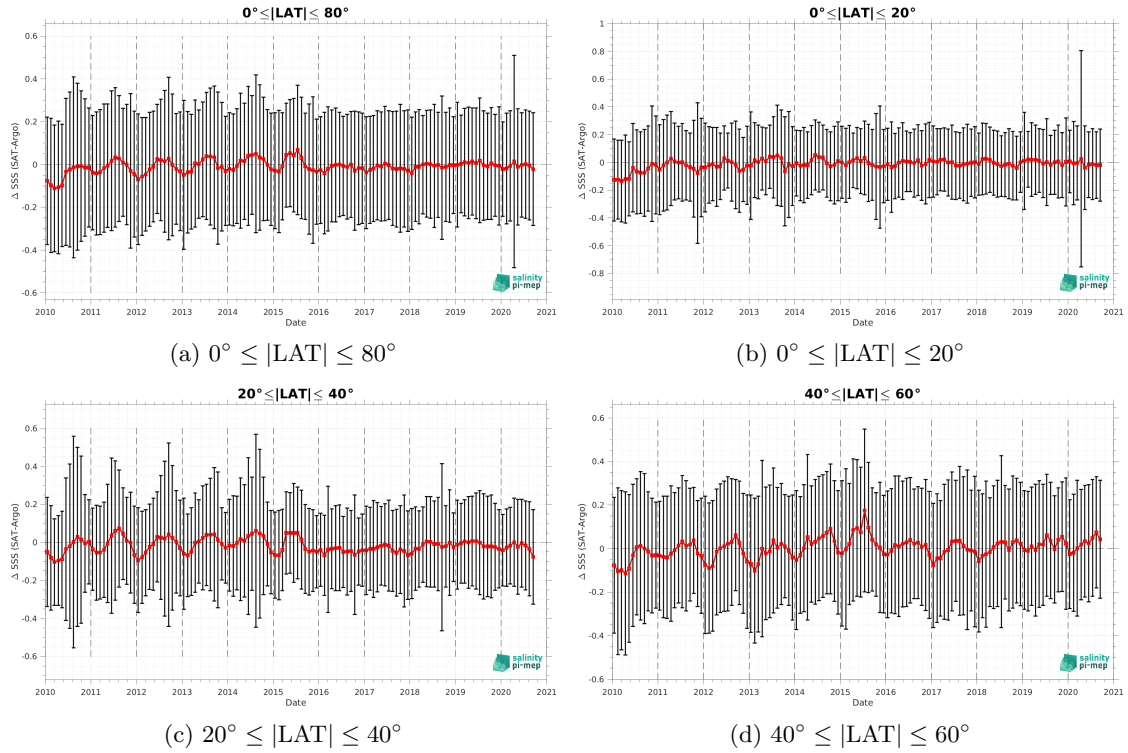 0°≤|LAT|≤ 80°
0.6
0.4
0.2
0
-0.2
-0.4
-0.6
Δ SSS (SAT-Argo)
salinity
pi-mep
2010 2011 2012 2013 2014 2015 2016 2017 2018 2019 2020 2021
Date
(a) 0° ≤ |LAT| ≤ 80°
0°≤|LAT|≤ 20°
1
0.8
0.6
0.4
0.2
0
-0.2
-0.4
-0.6
-0.8
Δ SSS (SAT-Argo)
salinity
pi-mep
2010 2011 2012 2013 2014 2015 2016 2017 2018 2019 2020 2021
Date
(b) 0° ≤ |LAT| ≤ 20°
20°≤|LAT|≤ 40°
0.6
0.4
0.2
0
-0.2
-0.4
-0.6
Δ SSS (SAT-Argo)
salinity
pi-mep
2010 2011 2012 2013 2014 2015 2016 2017 2018 2019 2020 2021
Date
(c) 20° ≤ |LAT| ≤ 40°
40°≤|LAT|≤ 60°
0.6
0.4
0.2
0
-0.2
-0.4
-0.6
Δ SSS (SAT-Argo)
salinity
pi-mep
2010 2011 2012 2013 2014 2015 2016 2017 2018 2019 2020 2021
Date
(d) 40° ≤ |LAT| ≤ 60°